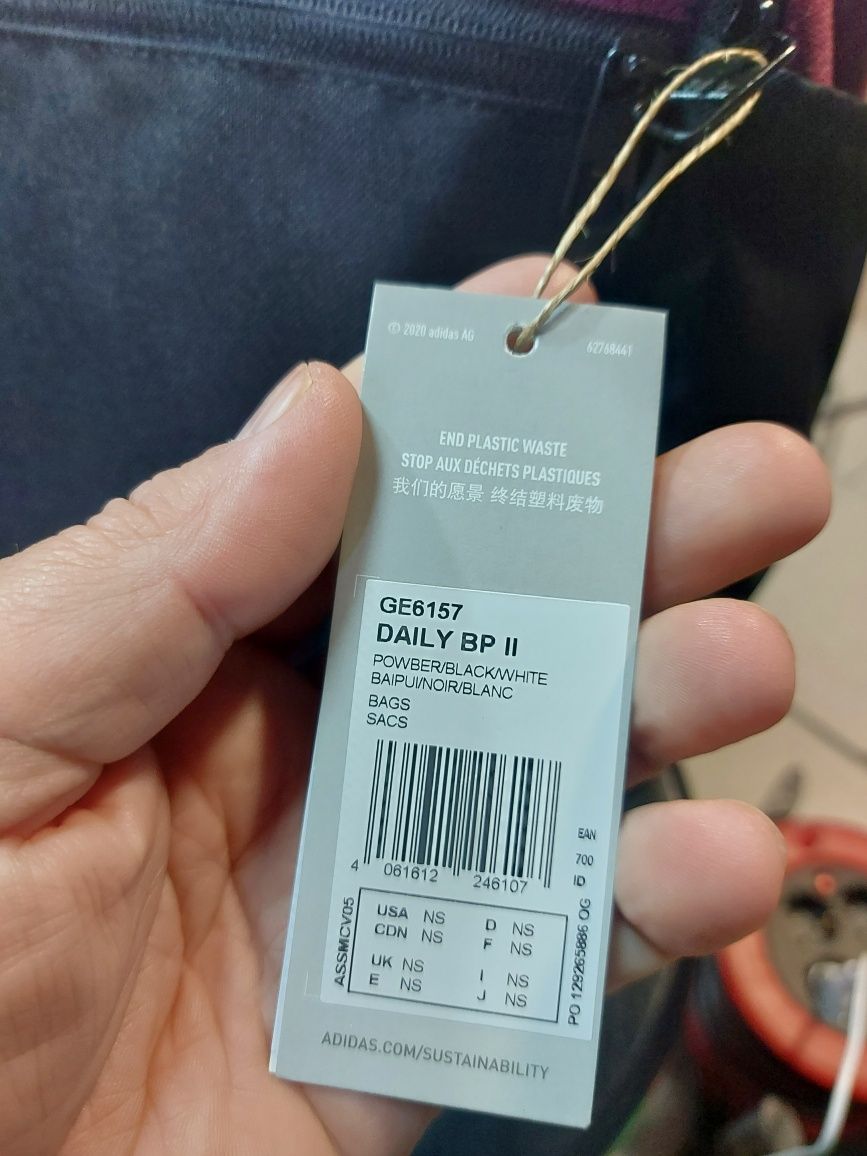 © 2020 adidas AG
62768441
END PLASTIC WASTE
STOP AUX DÉCHETS PLASTIQUES
我们的愿景 终结塑料废物
GE6157
DAILY BP II
POWBER/BLACK/WHITE
BAIPUI/NOIR/BLANC
BAGS
SACS
4 061612 246107
EAN
700
ID
PO 129265886 OG
ASSMCV05
USA NS D NS
CDN NS F NS
UK NS I NS
E NS J NS
ADIDAS.COM/SUSTAINABILITY